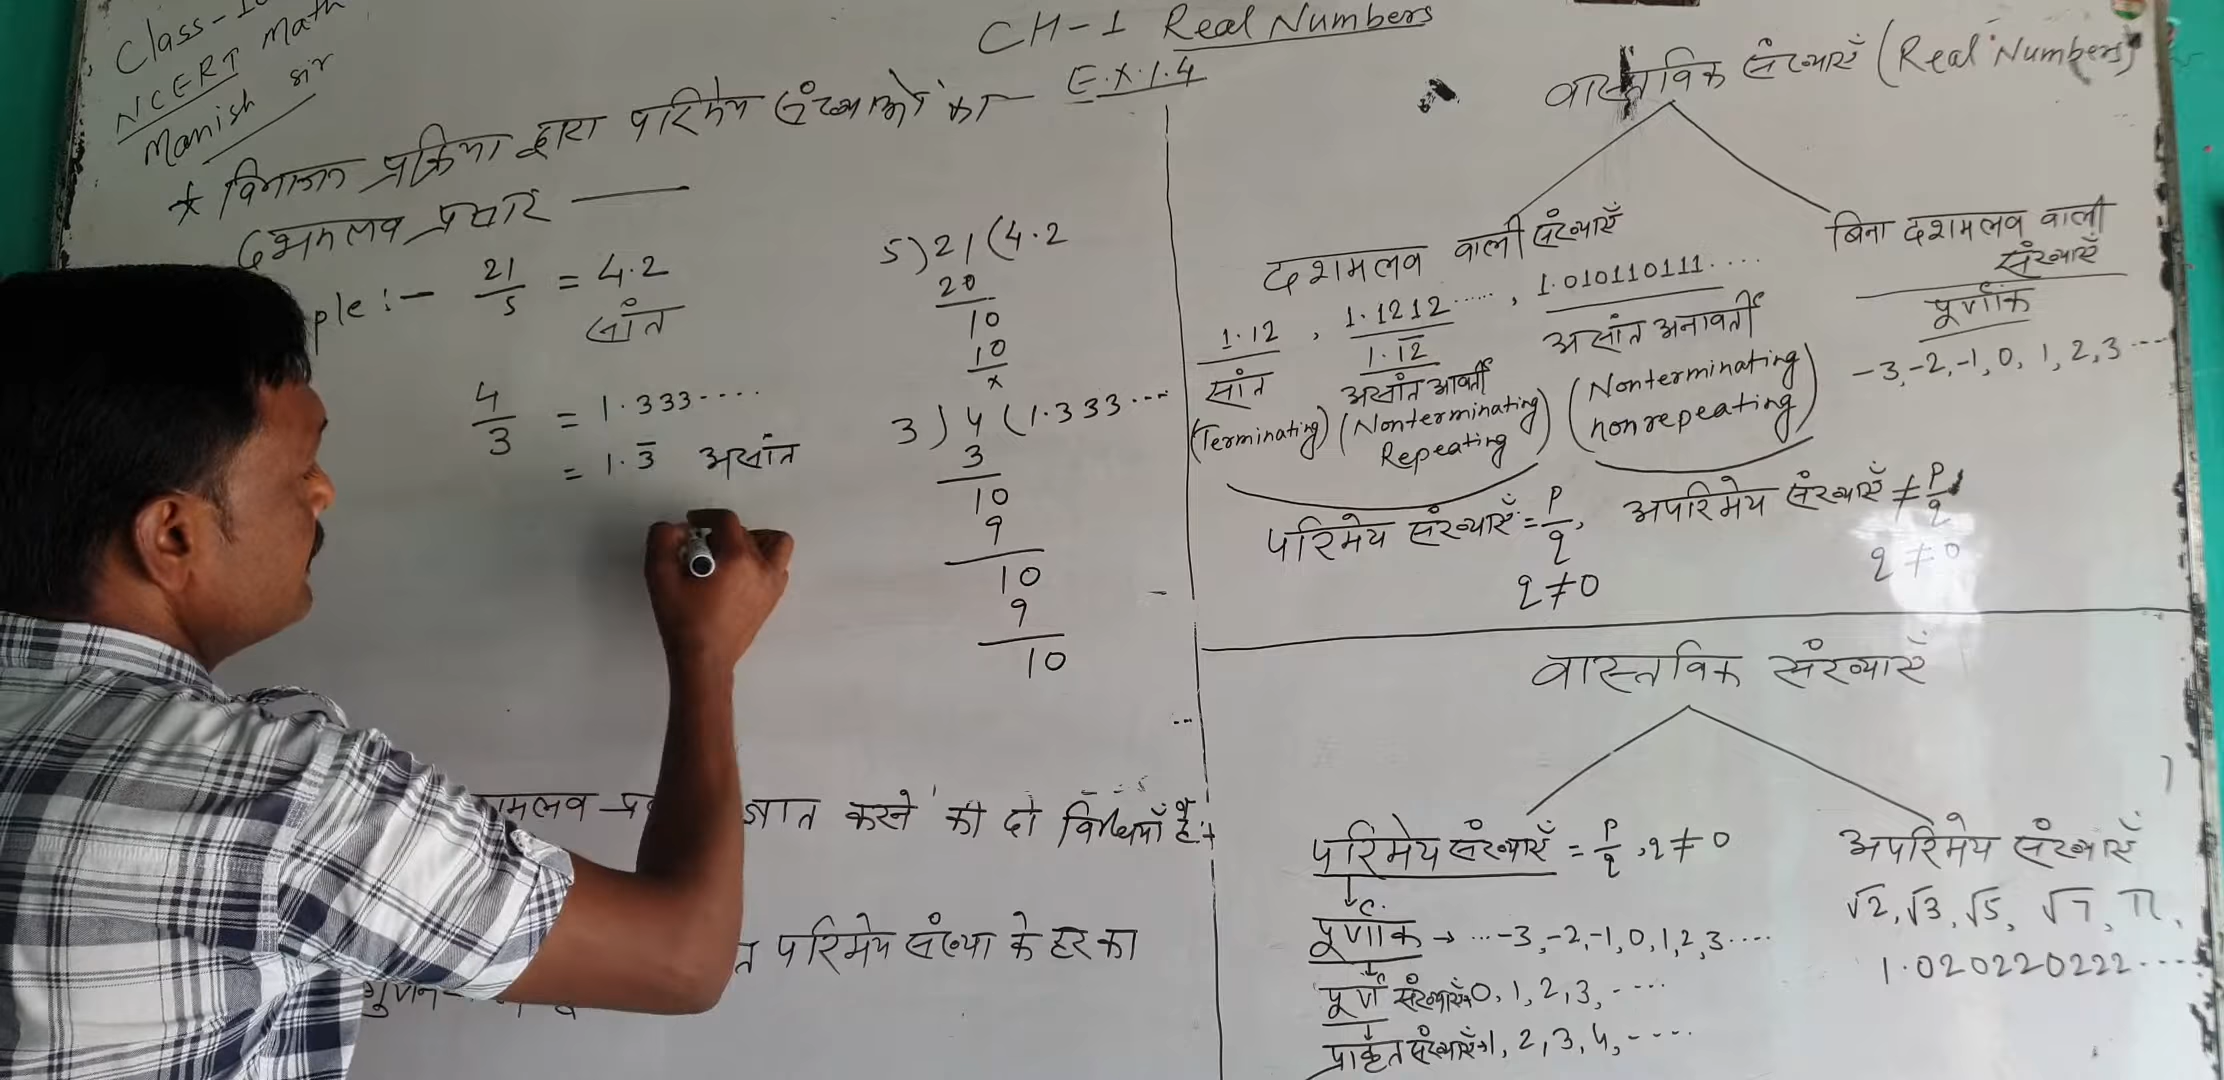 Class-10
NCERT Math
Manish sir
CH-1 Real Numbers
Ex.1.4
* विभाजन प्रक्रिया द्वारा परिमेय संख्याओं का
दशमलव प्रसार
ple:- 21/5 = 4.2
सांत
5)21(4.2
20
10
10
x
4/3 = 1.333....
= 1.3̅ असांत
3)4(1.333...
3
10
9
10
9
10
ज्ञात करने की दो विधियाँ हैं:-
परिमेय संख्या के हर का
वास्तविक संख्याएँ (Real Numbers)
दशमलव वाली संख्याएँ
बिना दशमलव वाली
संख्याएँ
पूर्णांक
-3,-2,-1,0,1,2,3...
1.12, 1.1212....., 1.010110111.....
1.1̅2̅
सांत असांत आवर्ती असांत अनावर्ती
(Terminating) (Nonterminating Repeating) (Nonterminating nonrepeating)
परिमेय संख्याएँ = p/q, अपरिमेय संख्याएँ ≠ p/q
q≠0 q≠0
वास्तविक संख्याएँ
परिमेय संख्याएँ = p/q, q≠0
पूर्णांक → ...-3,-2,-1,0,1,2,3....
पूर्ण संख्याएँ→0,1,2,3,.....
प्राकृत संख्याएँ→1,2,3,4,.....
अपरिमेय संख्याएँ
√2,√3,√5, √7, π,
1.020220222....